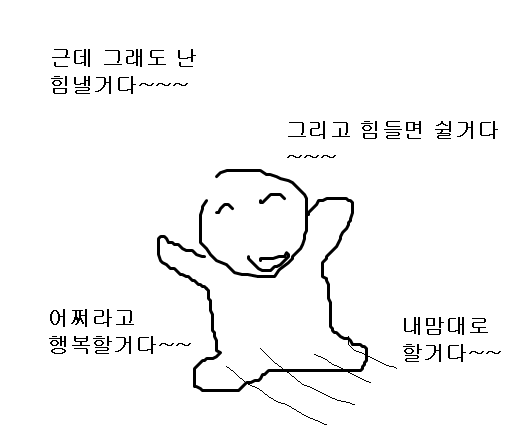 근데 그래도 난
힘낼거다~~~
그리고 힘들면 쉴거다
~~~
어쩌라고
행복할거다~~
내맘대로
할거다~~